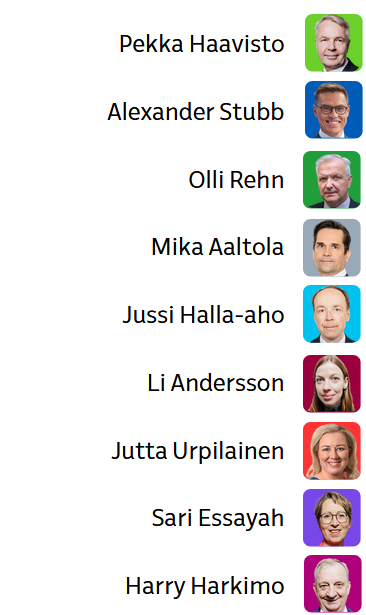 Pekka Haavisto
Alexander Stubb
Olli Rehn
Mika Aaltola
Jussi Halla-aho
Li Andersson
Jutta Urpilainen
Sari Essayah
Harry Harkimo